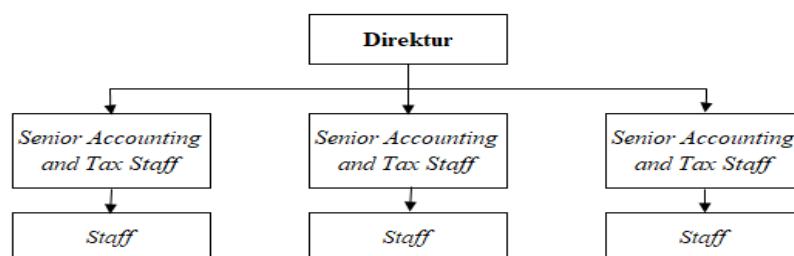 Direktur
Senior Accounting
and Tax Staff
Senior Accounting
and Tax Staff
Senior Accounting
and Tax Staff
Staff
Staff
Staff